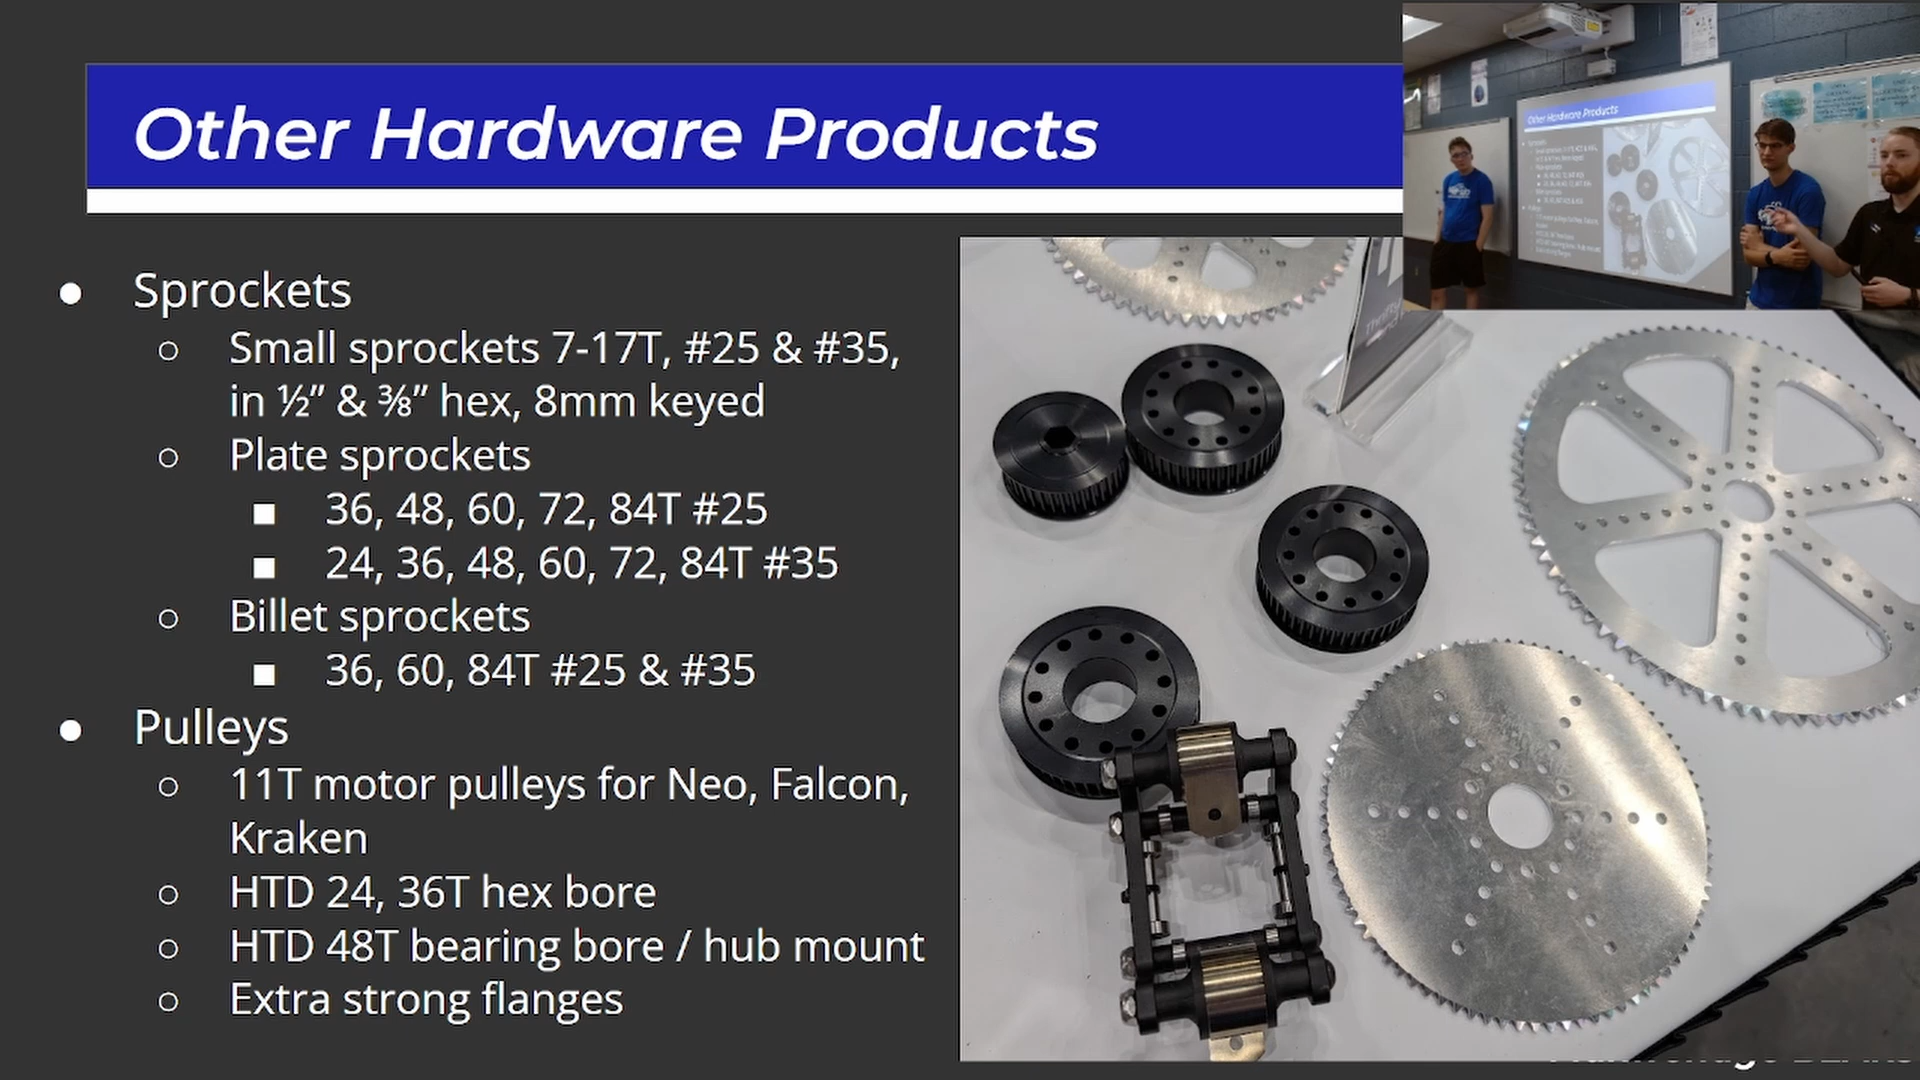 Other Hardware Products
● Sprockets
○ Small sprockets 7-17T, #25 & #35,
in ½” & ⅜” hex, 8mm keyed
○ Plate sprockets
■ 36, 48, 60, 72, 84T #25
■ 24, 36, 48, 60, 72, 84T #35
○ Billet sprockets
■ 36, 60, 84T #25 & #35
● Pulleys
○ 11T motor pulleys for Neo, Falcon,
Kraken
○ HTD 24, 36T hex bore
○ HTD 48T bearing bore / hub mount
○ Extra strong flanges
Other Hardware Products